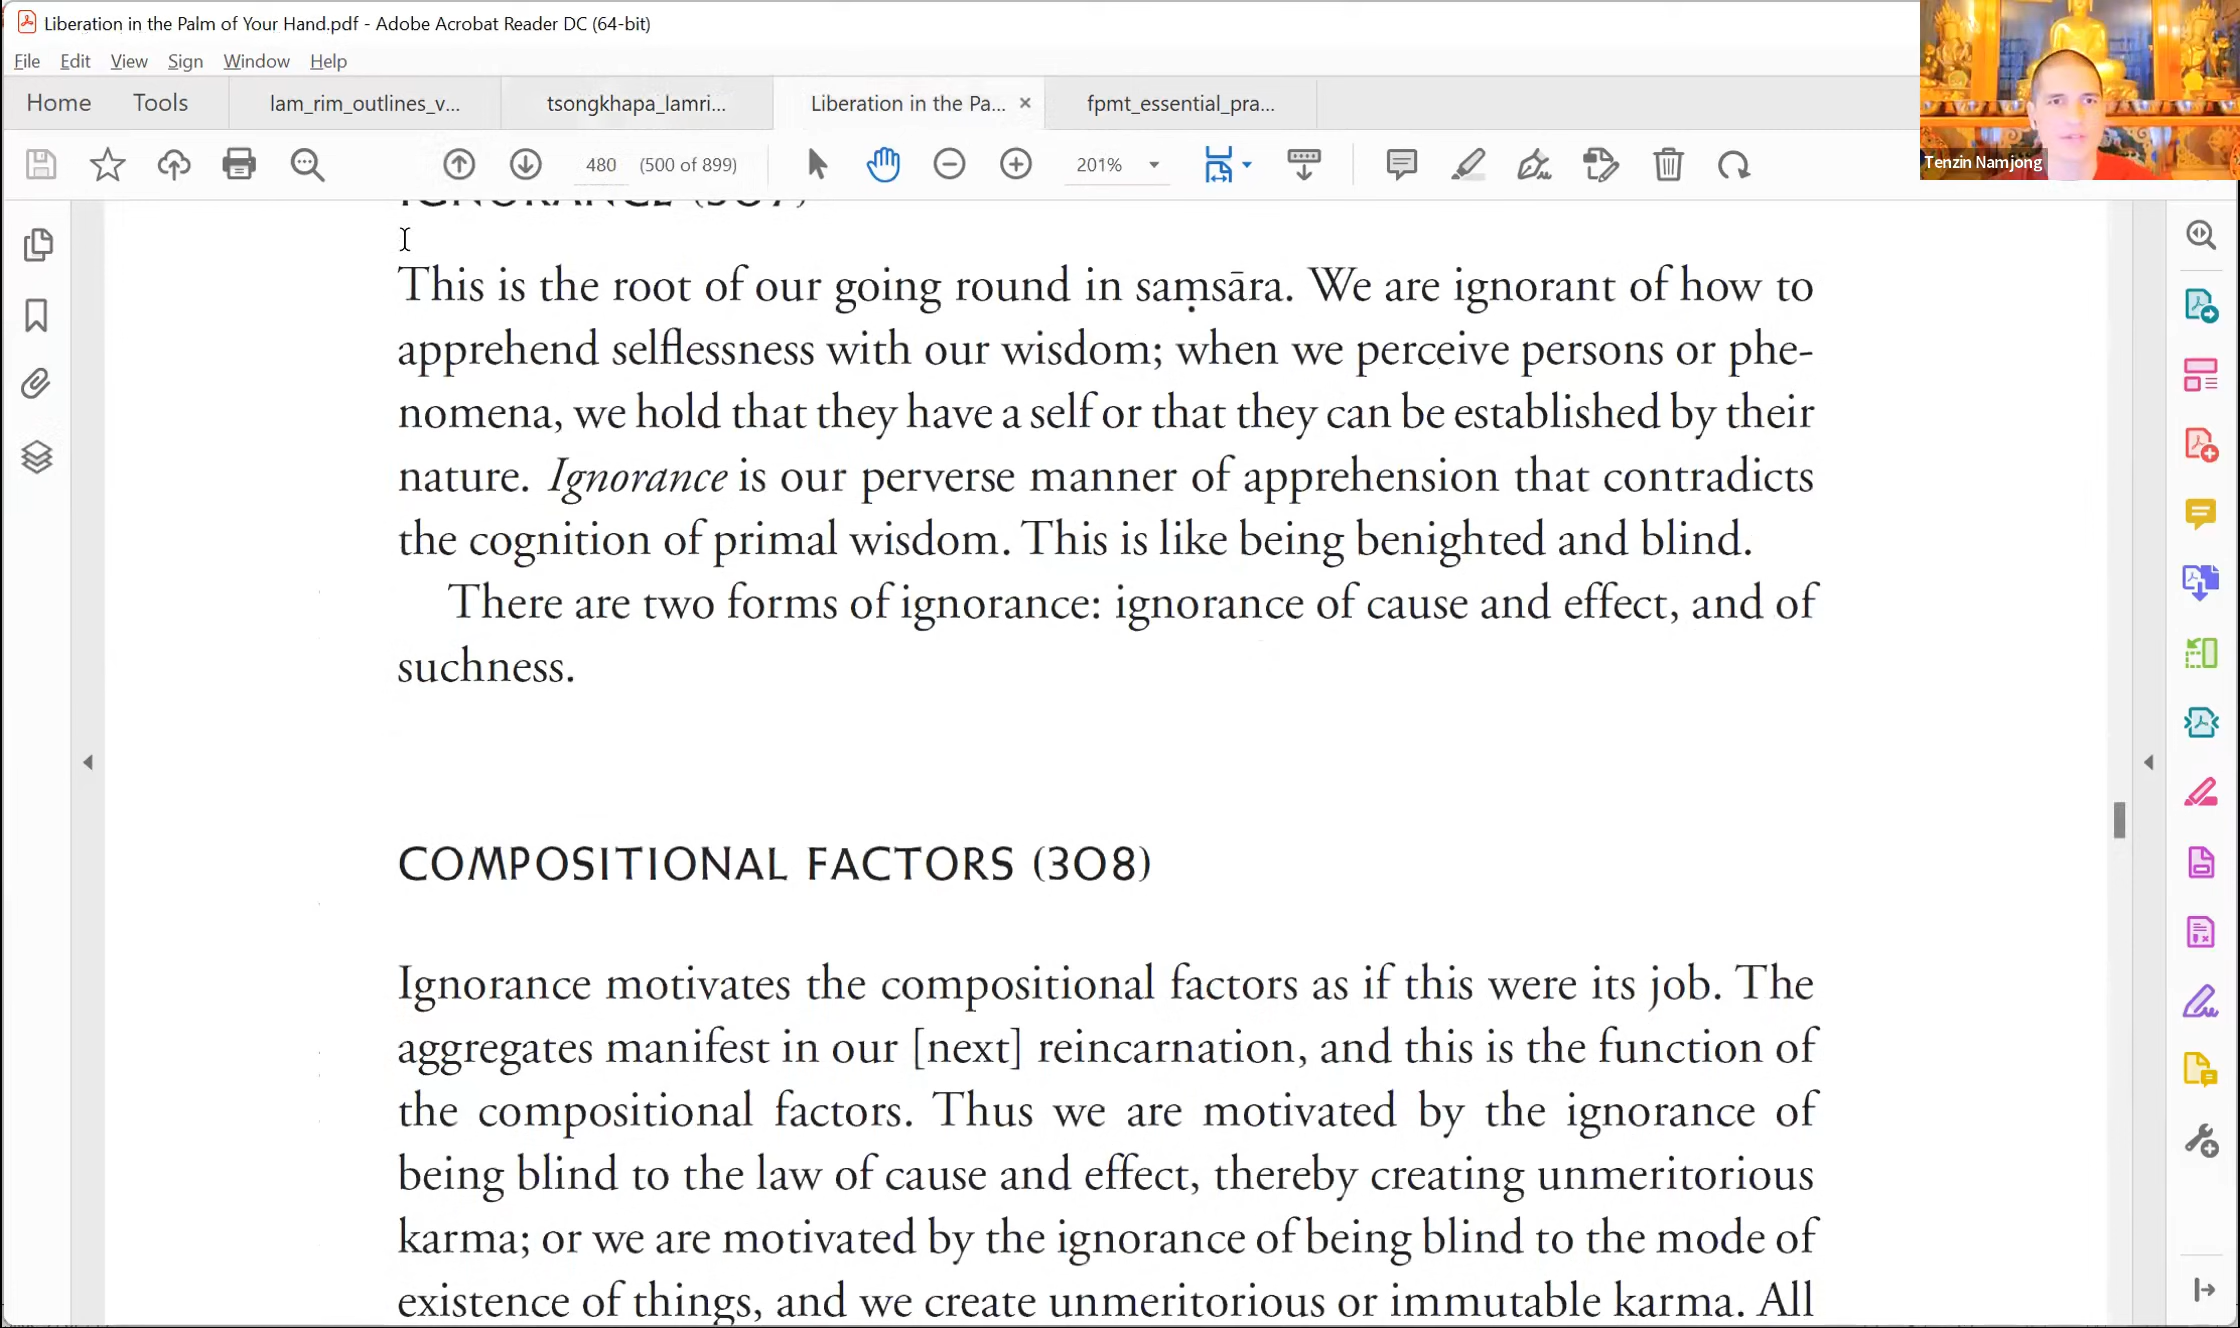 Liberation in the Palm of Your Hand.pdf - Adobe Acrobat Reader DC (64-bit)
File Edit View Sign Window Help
Home Tools lam_rim_outlines_v... tsongkhapa_lamri... Liberation in the Pa... × fpmt_essential_pra...
480 (500 of 899) 201%
Tenzin Namjong
IGNORANCE (307)
This is the root of our going round in saṃsāra. We are ignorant of how to
apprehend selflessness with our wisdom; when we perceive persons or phe-
nomena, we hold that they have a self or that they can be established by their
nature. Ignorance is our perverse manner of apprehension that contradicts
the cognition of primal wisdom. This is like being benighted and blind.
There are two forms of ignorance: ignorance of cause and effect, and of
suchness.
COMPOSITIONAL FACTORS (308)
Ignorance motivates the compositional factors as if this were its job. The
aggregates manifest in our [next] reincarnation, and this is the function of
the compositional factors. Thus we are motivated by the ignorance of
being blind to the law of cause and effect, thereby creating unmeritorious
karma; or we are motivated by the ignorance of being blind to the mode of
existence of things, and we create unmeritorious or immutable karma. All